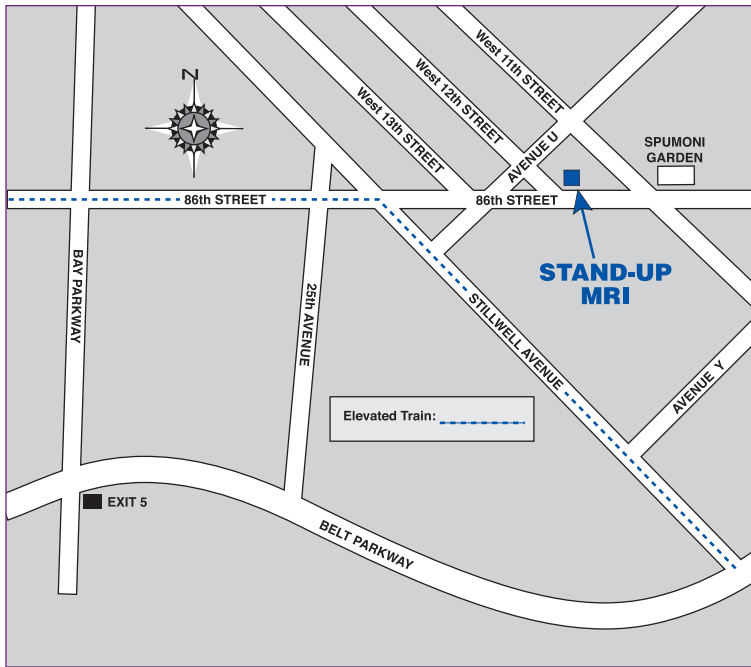 N
West 11th STREET
West 12th STREET
West 13th STREET
AVENUE U
SPUMONI
GARDEN
86th STREET
86th STREET
STAND-UP
MRI
BAY PARKWAY
25th AVENUE
STILLWELL AVENUE
AVENUE Y
Elevated Train:
EXIT 5
BELT PARKWAY